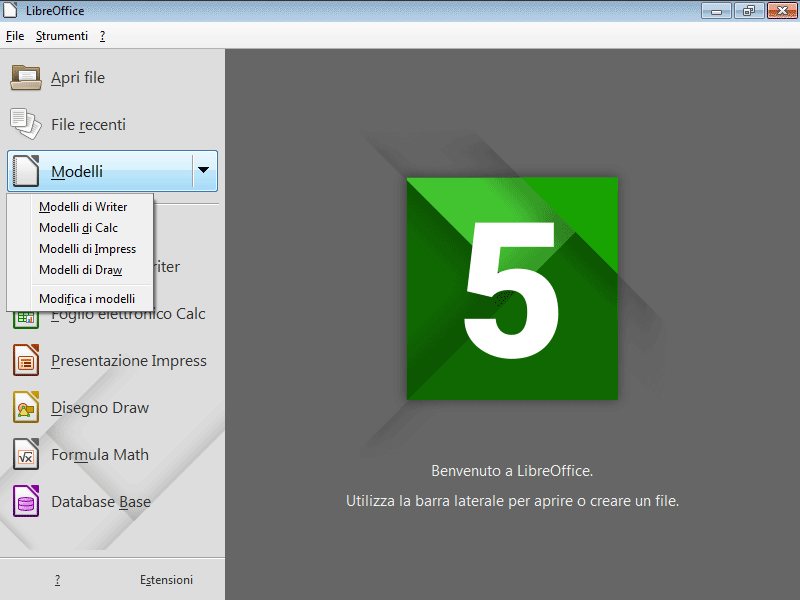 LibreOffice
File Strumenti ?
Apri file
File recenti
Modelli
Modelli di Writer
Modelli di Calc
Modelli di Impress
Modelli di Draw
Modifica i modelli
Foglio elettronico Calc
Presentazione Impress
Disegno Draw
Formula Math
Database Base
? Estensioni
5
Benvenuto a LibreOffice.
Utilizza la barra laterale per aprire o creare un file.